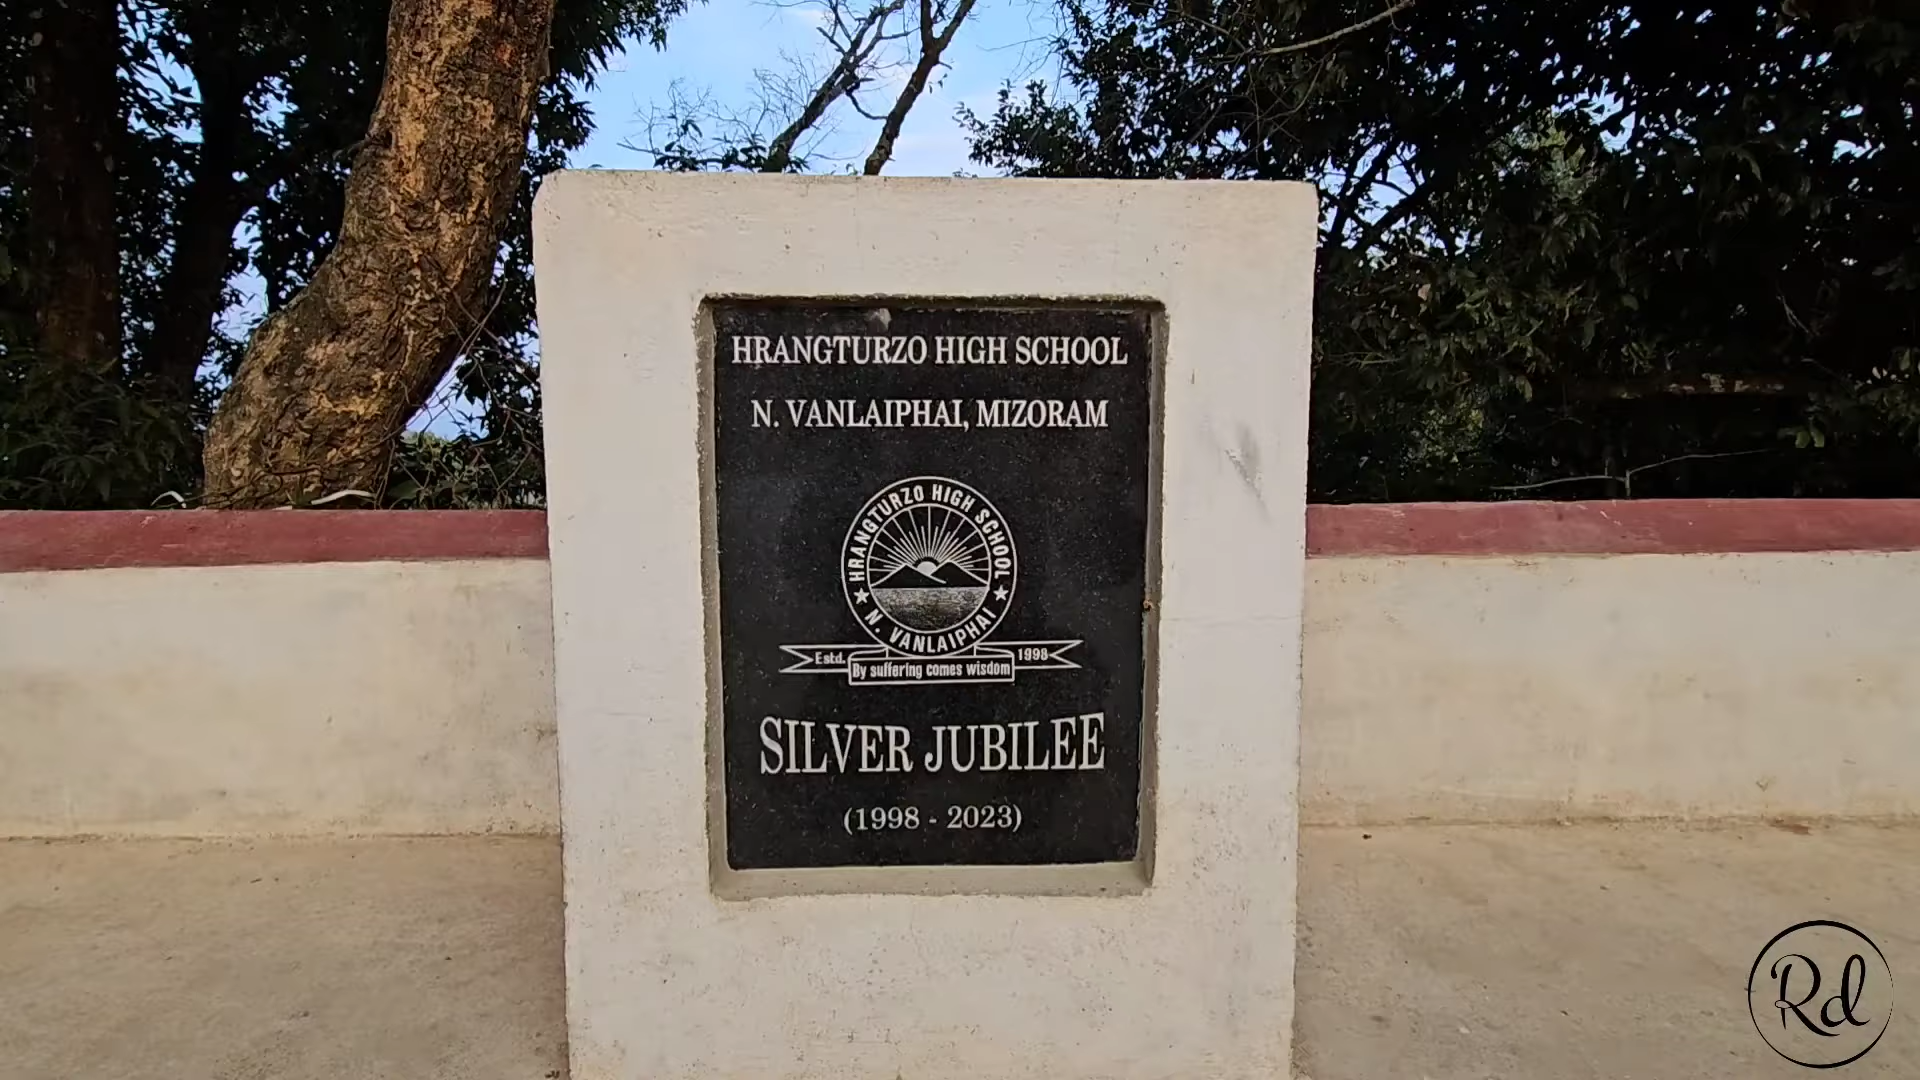 HRANGTURZO HIGH SCHOOL
N. VANLAIPHAI, MIZORAM
HRANGTURZO HIGH SCHOOL
★ N. VANLAIPHAI ★
Estd. 1998
By suffering comes wisdom
SILVER JUBILEE
(1998 - 2023)
Rd